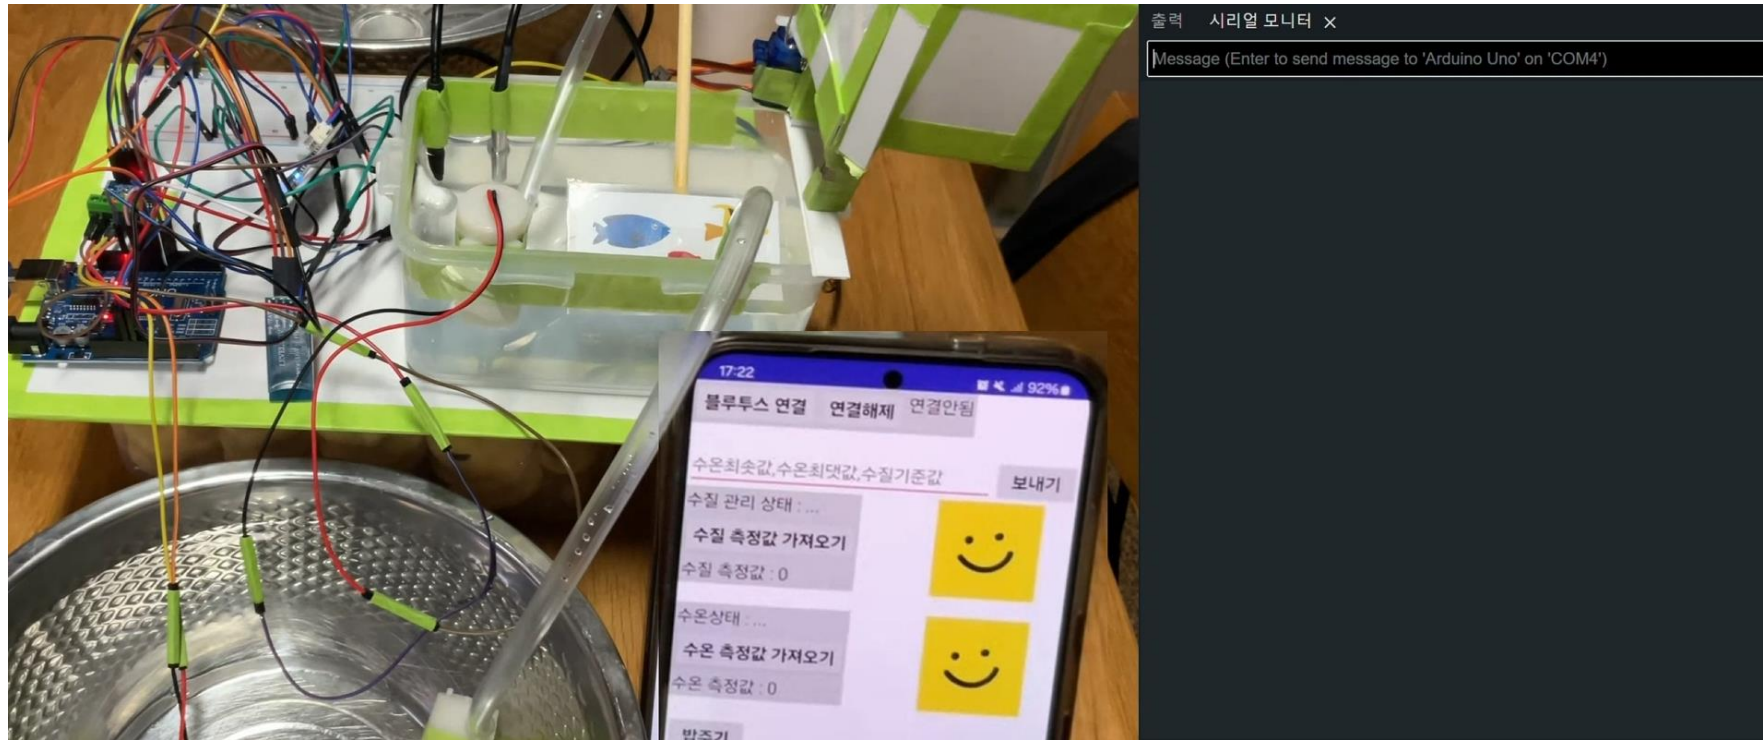 출력 시리얼 모니터
Message (Enter to send message to 'Arduino Uno' on 'COM4')
17:22 92%
블루투스 연결 연결해제 연결안됨
수온최솟값,수온최댓값,수질기준값 보내기
수질 관리 상태 : ...
수질 측정값 가져오기
수질 측정값 : 0
수온상태 : ...
수온 측정값 가져오기
수온 측정값 : 0
밥주기